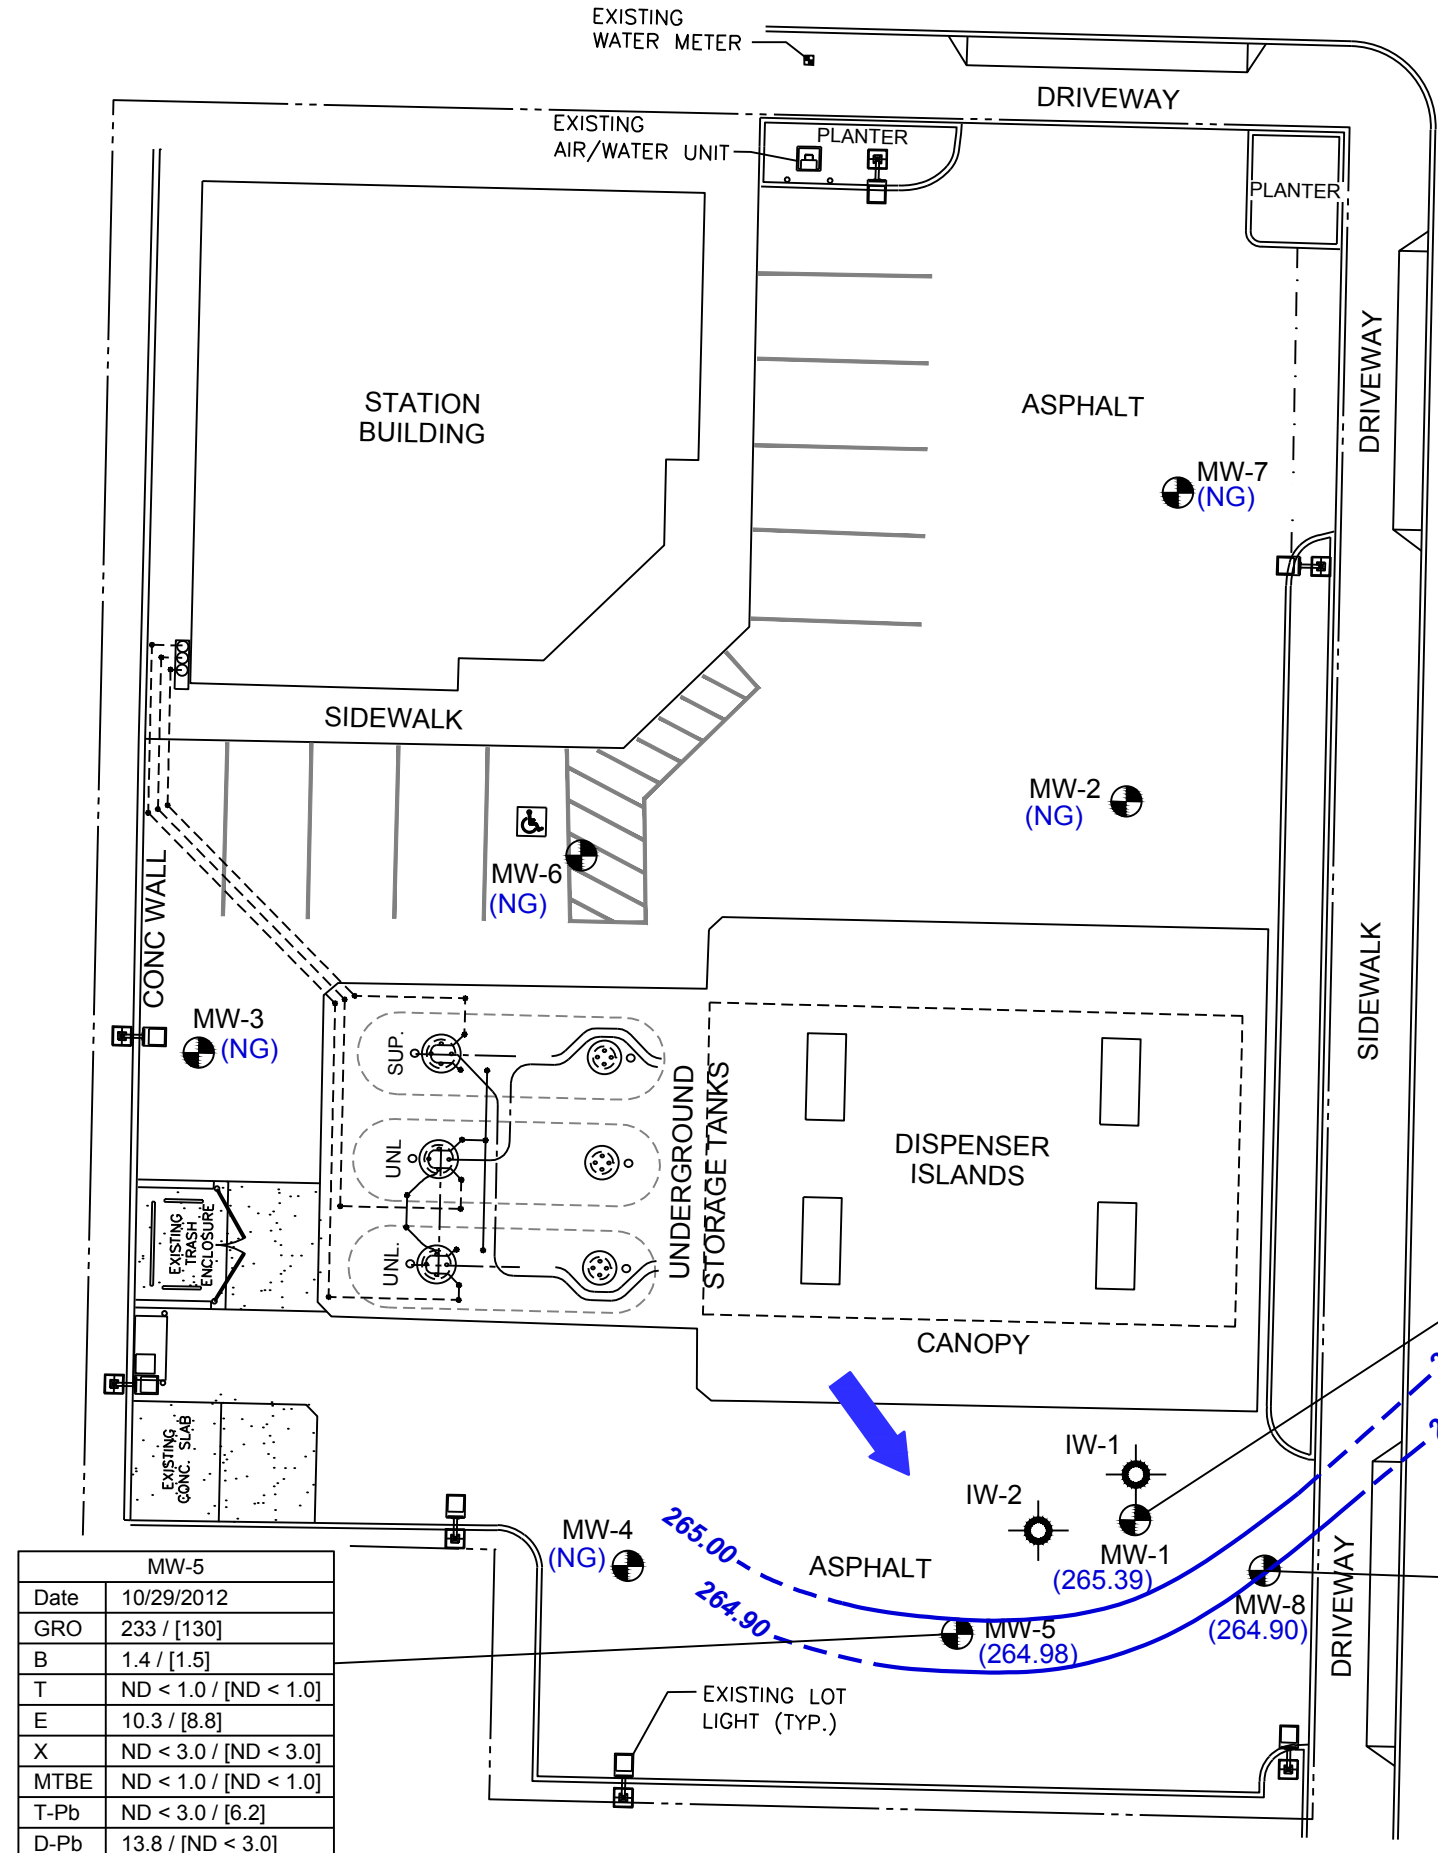 EXISTING
WATER METER
DRIVEWAY
EXISTING
AIR/WATER UNIT
PLANTER
PLANTER
STATION
BUILDING
ASPHALT
DRIVEWAY
MW-7
(NG)
SIDEWALK
MW-2
(NG)
MW-6
(NG)
CONC WALL
SIDEWALK
MW-3
(NG)
SUP.
UNL
UNL.
UNDERGROUND
STORAGE TANKS
DISPENSER
ISLANDS
EXISTING
TRASH
ENCLOSURE
CANOPY
EXISTING
CONC. SLAB
IW-1
IW-2
MW-4
(NG)
265.00
ASPHALT
MW-1
(265.39)
264.90
MW-5
(264.98)
MW-8
(264.90)
DRIVEWAY
EXISTING LOT
LIGHT (TYP.)
MW-5
Date 10/29/2012
GRO 233 / [130]
B 1.4 / [1.5]
T ND < 1.0 / [ND < 1.0]
E 10.3 / [8.8]
X ND < 3.0 / [ND < 3.0]
MTBE ND < 1.0 / [ND < 1.0]
T-Pb ND < 3.0 / [6.2]
D-Pb 13.8 / [ND < 3.0]